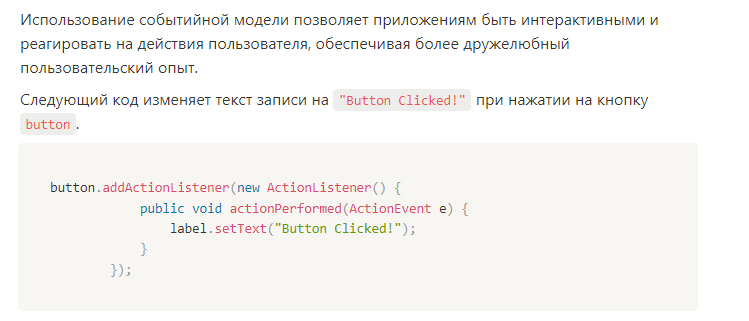 Использование событийной модели позволяет приложениям быть интерактивными и
реагировать на действия пользователя, обеспечивая более дружелюбный
пользовательский опыт.
Следующий код изменяет текст записи на "Button Clicked!" при нажатии на кнопку
button.
button.addActionListener(new ActionListener() {
            public void actionPerformed(ActionEvent e) {
                label.setText("Button Clicked!");
            }
        });